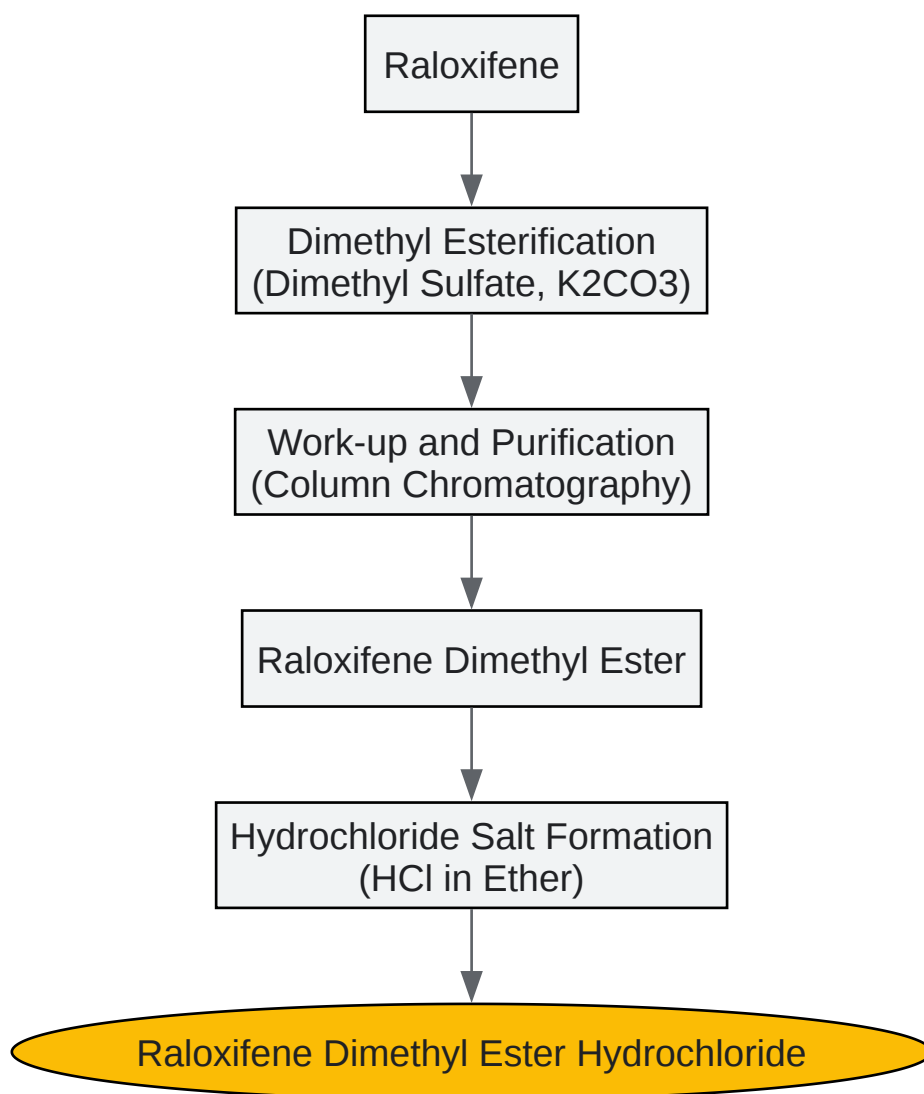 Raloxifene
Dimethyl Esterification
(Dimethyl Sulfate, K2CO3)
Work-up and Purification
(Column Chromatography)
Raloxifene Dimethyl Ester
Hydrochloride Salt Formation
(HCl in Ether)
Raloxifene Dimethyl Ester Hydrochloride